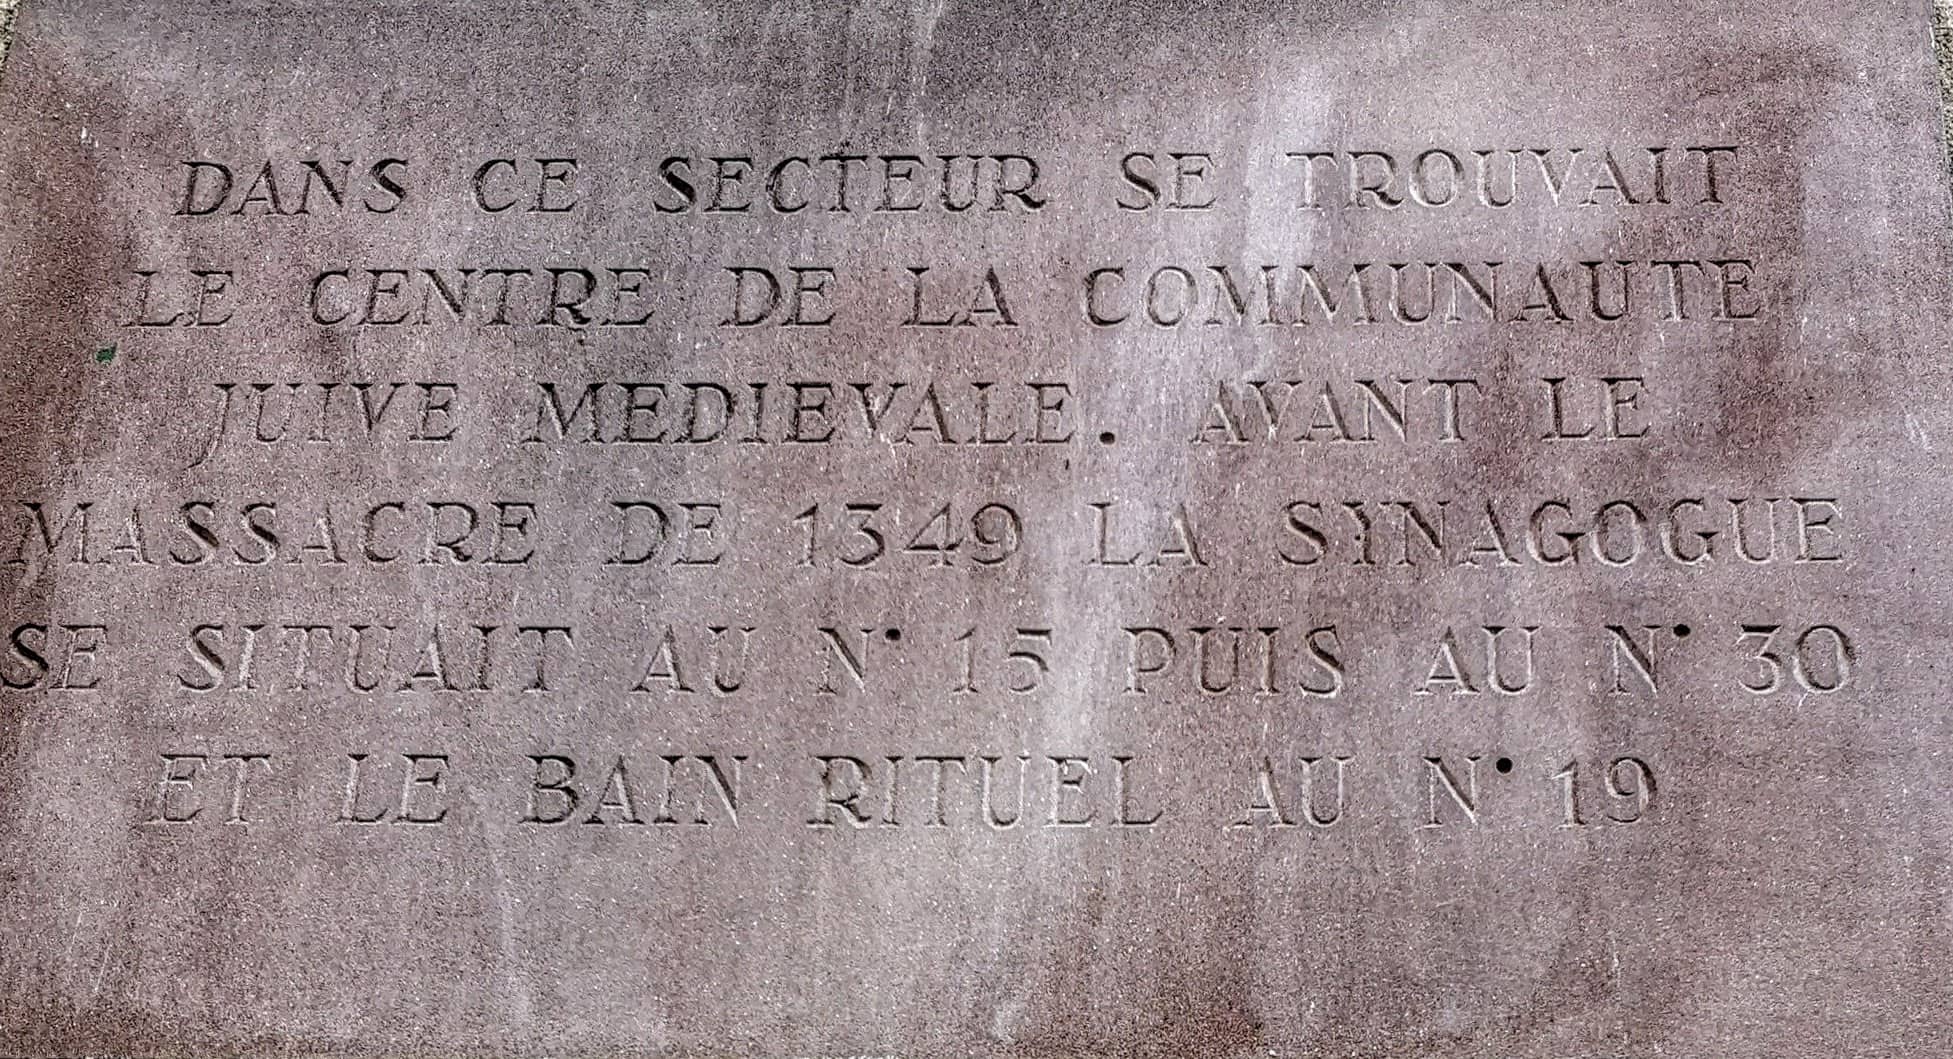 DANS CE SECTEUR SE TROUVAIT
LE CENTRE DE LA COMMUNAUTE
JUIVE MEDIEVALE. AVANT LE
MASSACRE DE 1349 LA SYNAGOGUE
SE SITUAIT AU N° 15 PUIS AU N° 30
ET LE BAIN RITUEL AU N° 19